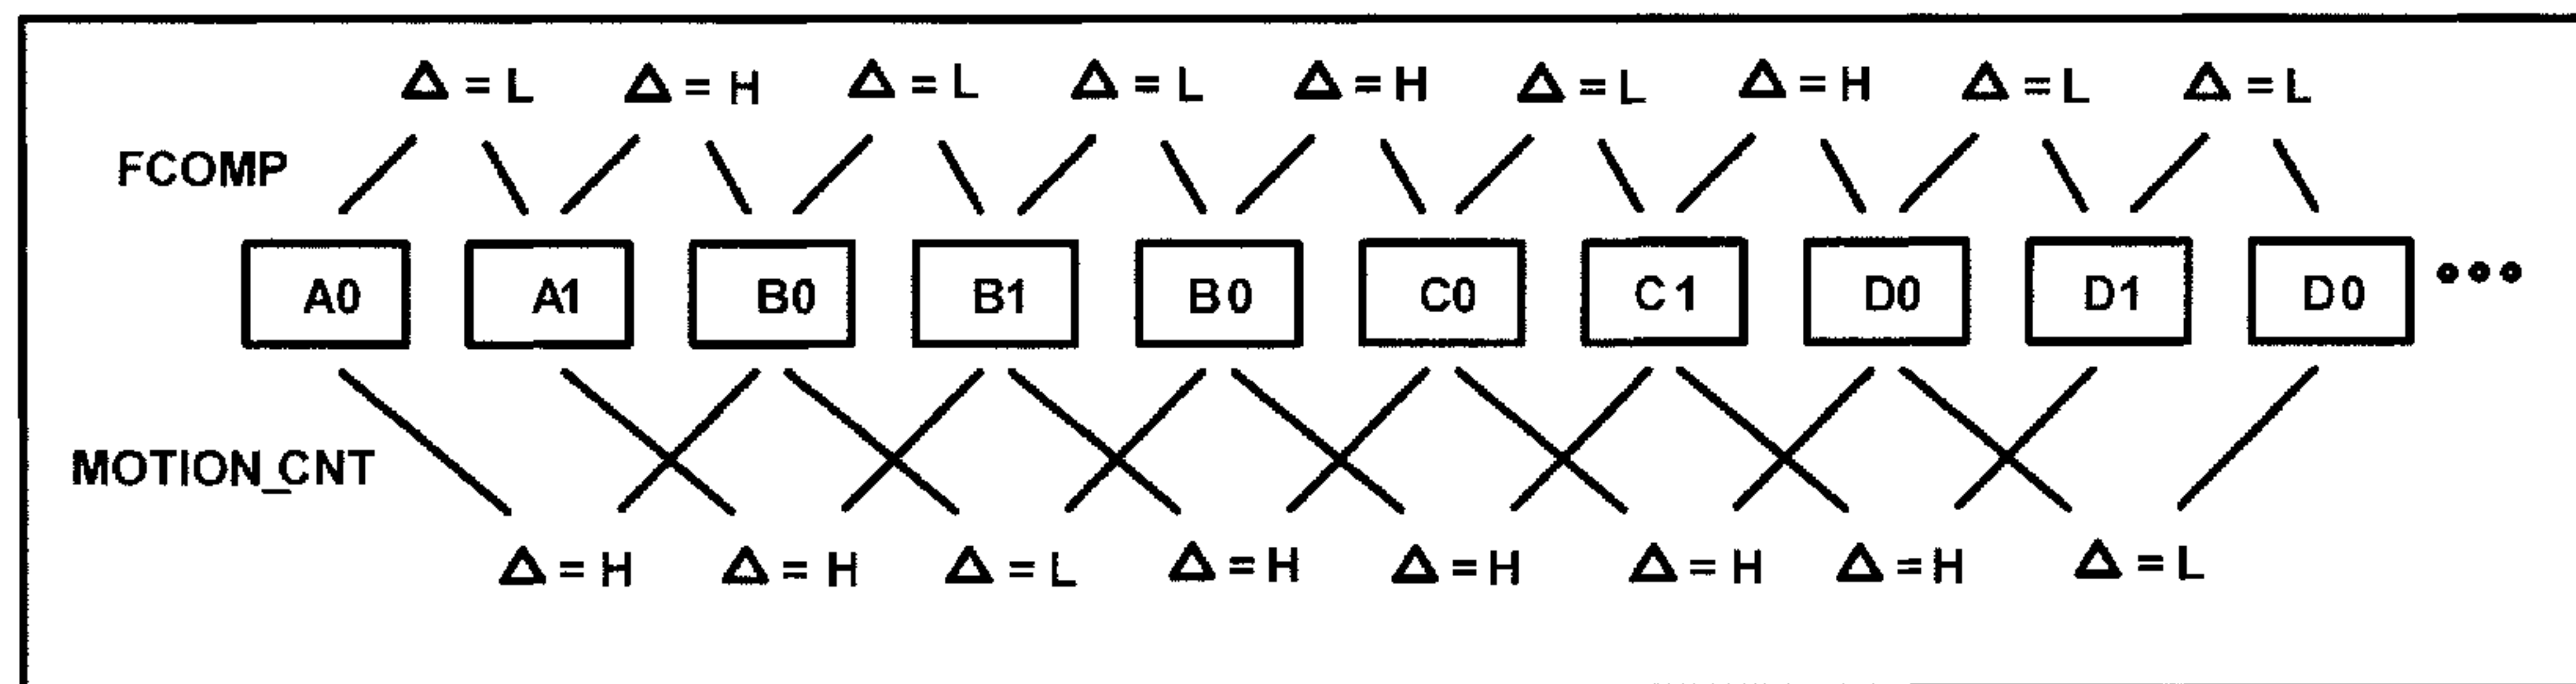 Δ = L Δ = H Δ = L Δ = L Δ = H Δ = L Δ = H Δ = L Δ = L
FCOMP
A0 A1 B0 B1 B0 C0 C1 D0 D1 D0 •••
MOTION_CNT
Δ = H Δ = H Δ = L Δ = H Δ = H Δ = H Δ = H Δ = L